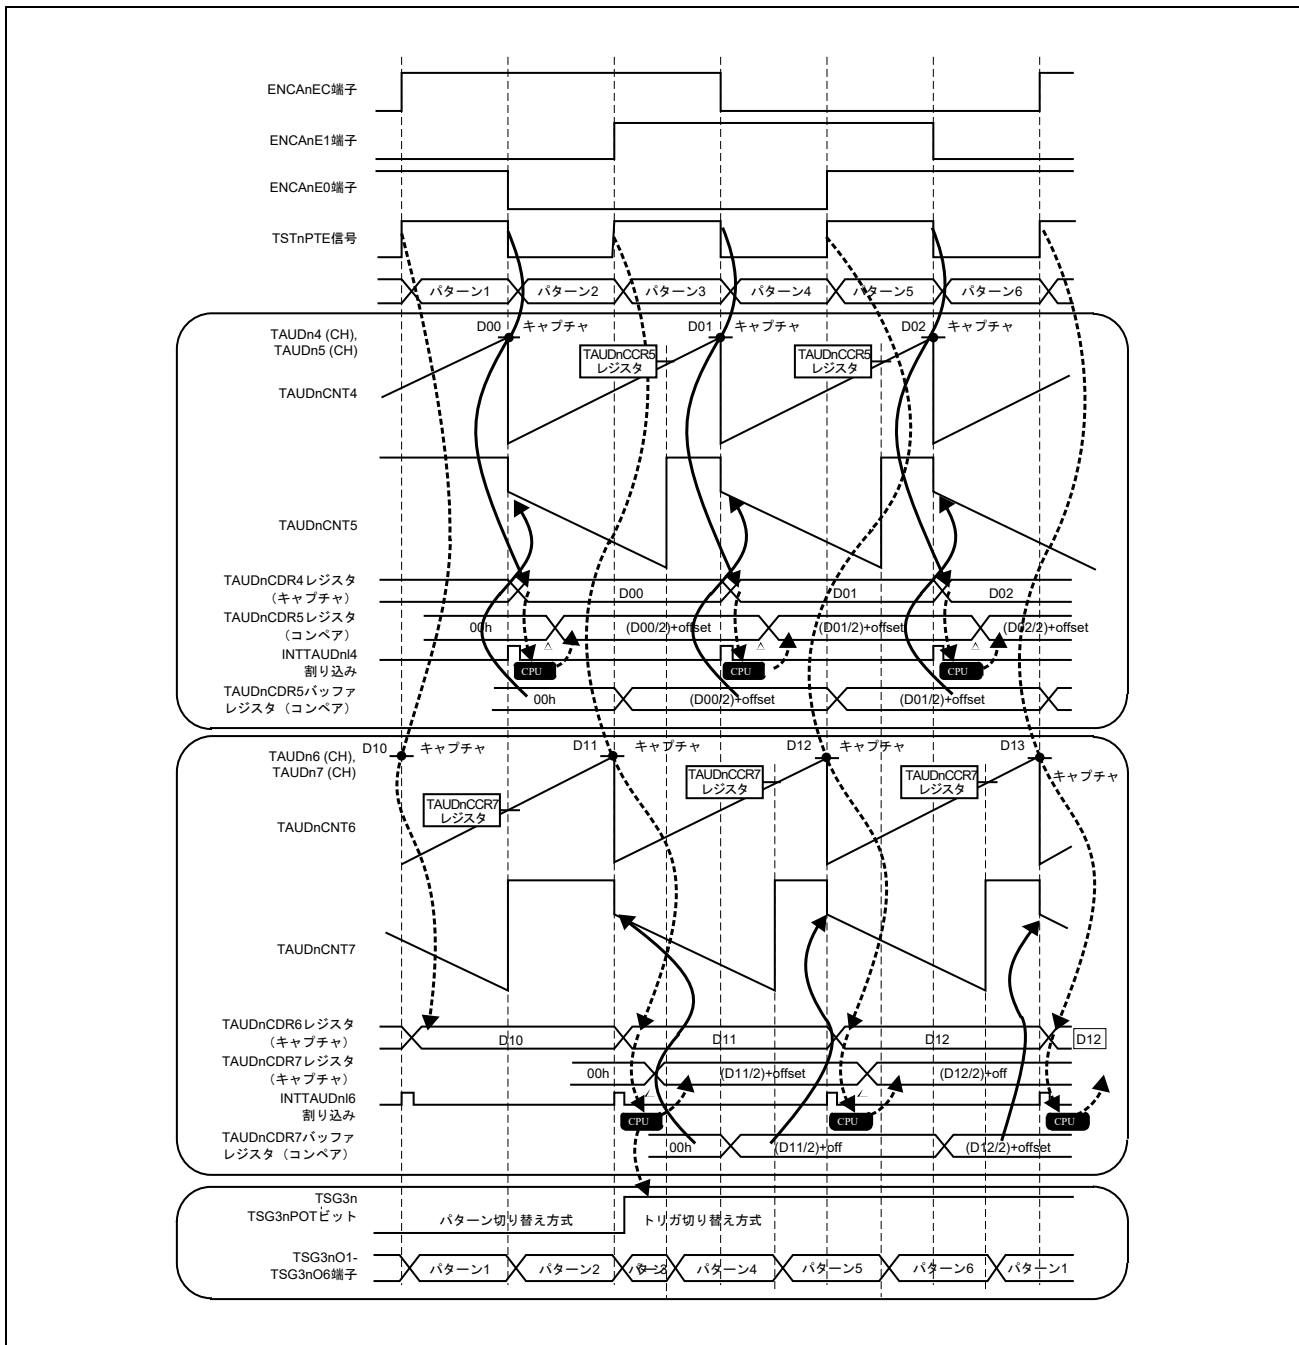 ENCAnEC端子
ENCAnE1端子
ENCAnE0端子
TSTnPTE信号
パターン1 パターン2 パターン3 パターン4 パターン5 パターン6
TAUDn4 (CH),
TAUDn5 (CH)
D00 キャプチャ D01 キャプチャ D02 キャプチャ
TAUDnCCR5
レジスタ
TAUDnCCR5
レジスタ
TAUDnCNT4
TAUDnCNT5
TAUDnCDR4レジスタ
(キャプチャ)
D00 D01 D02
TAUDnCDR5レジスタ
(コンペア)
00h (D00/2)+offset (D01/2)+offset (D02/2)+offset
INTTAUDnI4
割り込み
CPU CPU CPU
TAUDnCDR5バッファ
レジスタ(コンペア)
00h (D00/2)+offset (D01/2)+offset
TAUDn6 (CH),
TAUDn7 (CH)
D10 キャプチャ D11 キャプチャ D12 キャプチャ D13 キャプチャ
TAUDnCCR7
レジスタ
TAUDnCCR7
レジスタ
TAUDnCCR7
レジスタ
TAUDnCNT6
TAUDnCNT7
TAUDnCDR6レジスタ
(キャプチャ)
D10 D11 D12 D12
TAUDnCDR7レジスタ
(キャプチャ)
00h (D11/2)+offset (D12/2)+off
INTTAUDnI6
割り込み
CPU CPU CPU
TAUDnCDR7バッファ
レジスタ(コンペア)
00h (D11/2)+off (D12/2)+offset
TSG3n
TSG3nPOTビット
パターン切り替え方式 トリガ切り替え方式
TSG3nO1-
TSG3nO6端子
パターン1 パターン2 パターン3 パターン4 パターン5 パターン6 パターン1